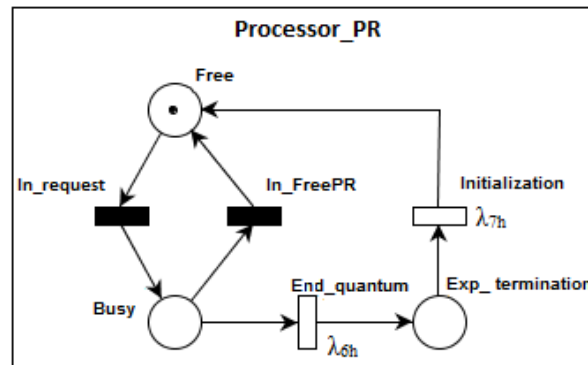 Processor_PR
Free
In_request
In_FreePR
Initialization
λ7h
Busy
End_quantum
Exp_ termination
λ6h